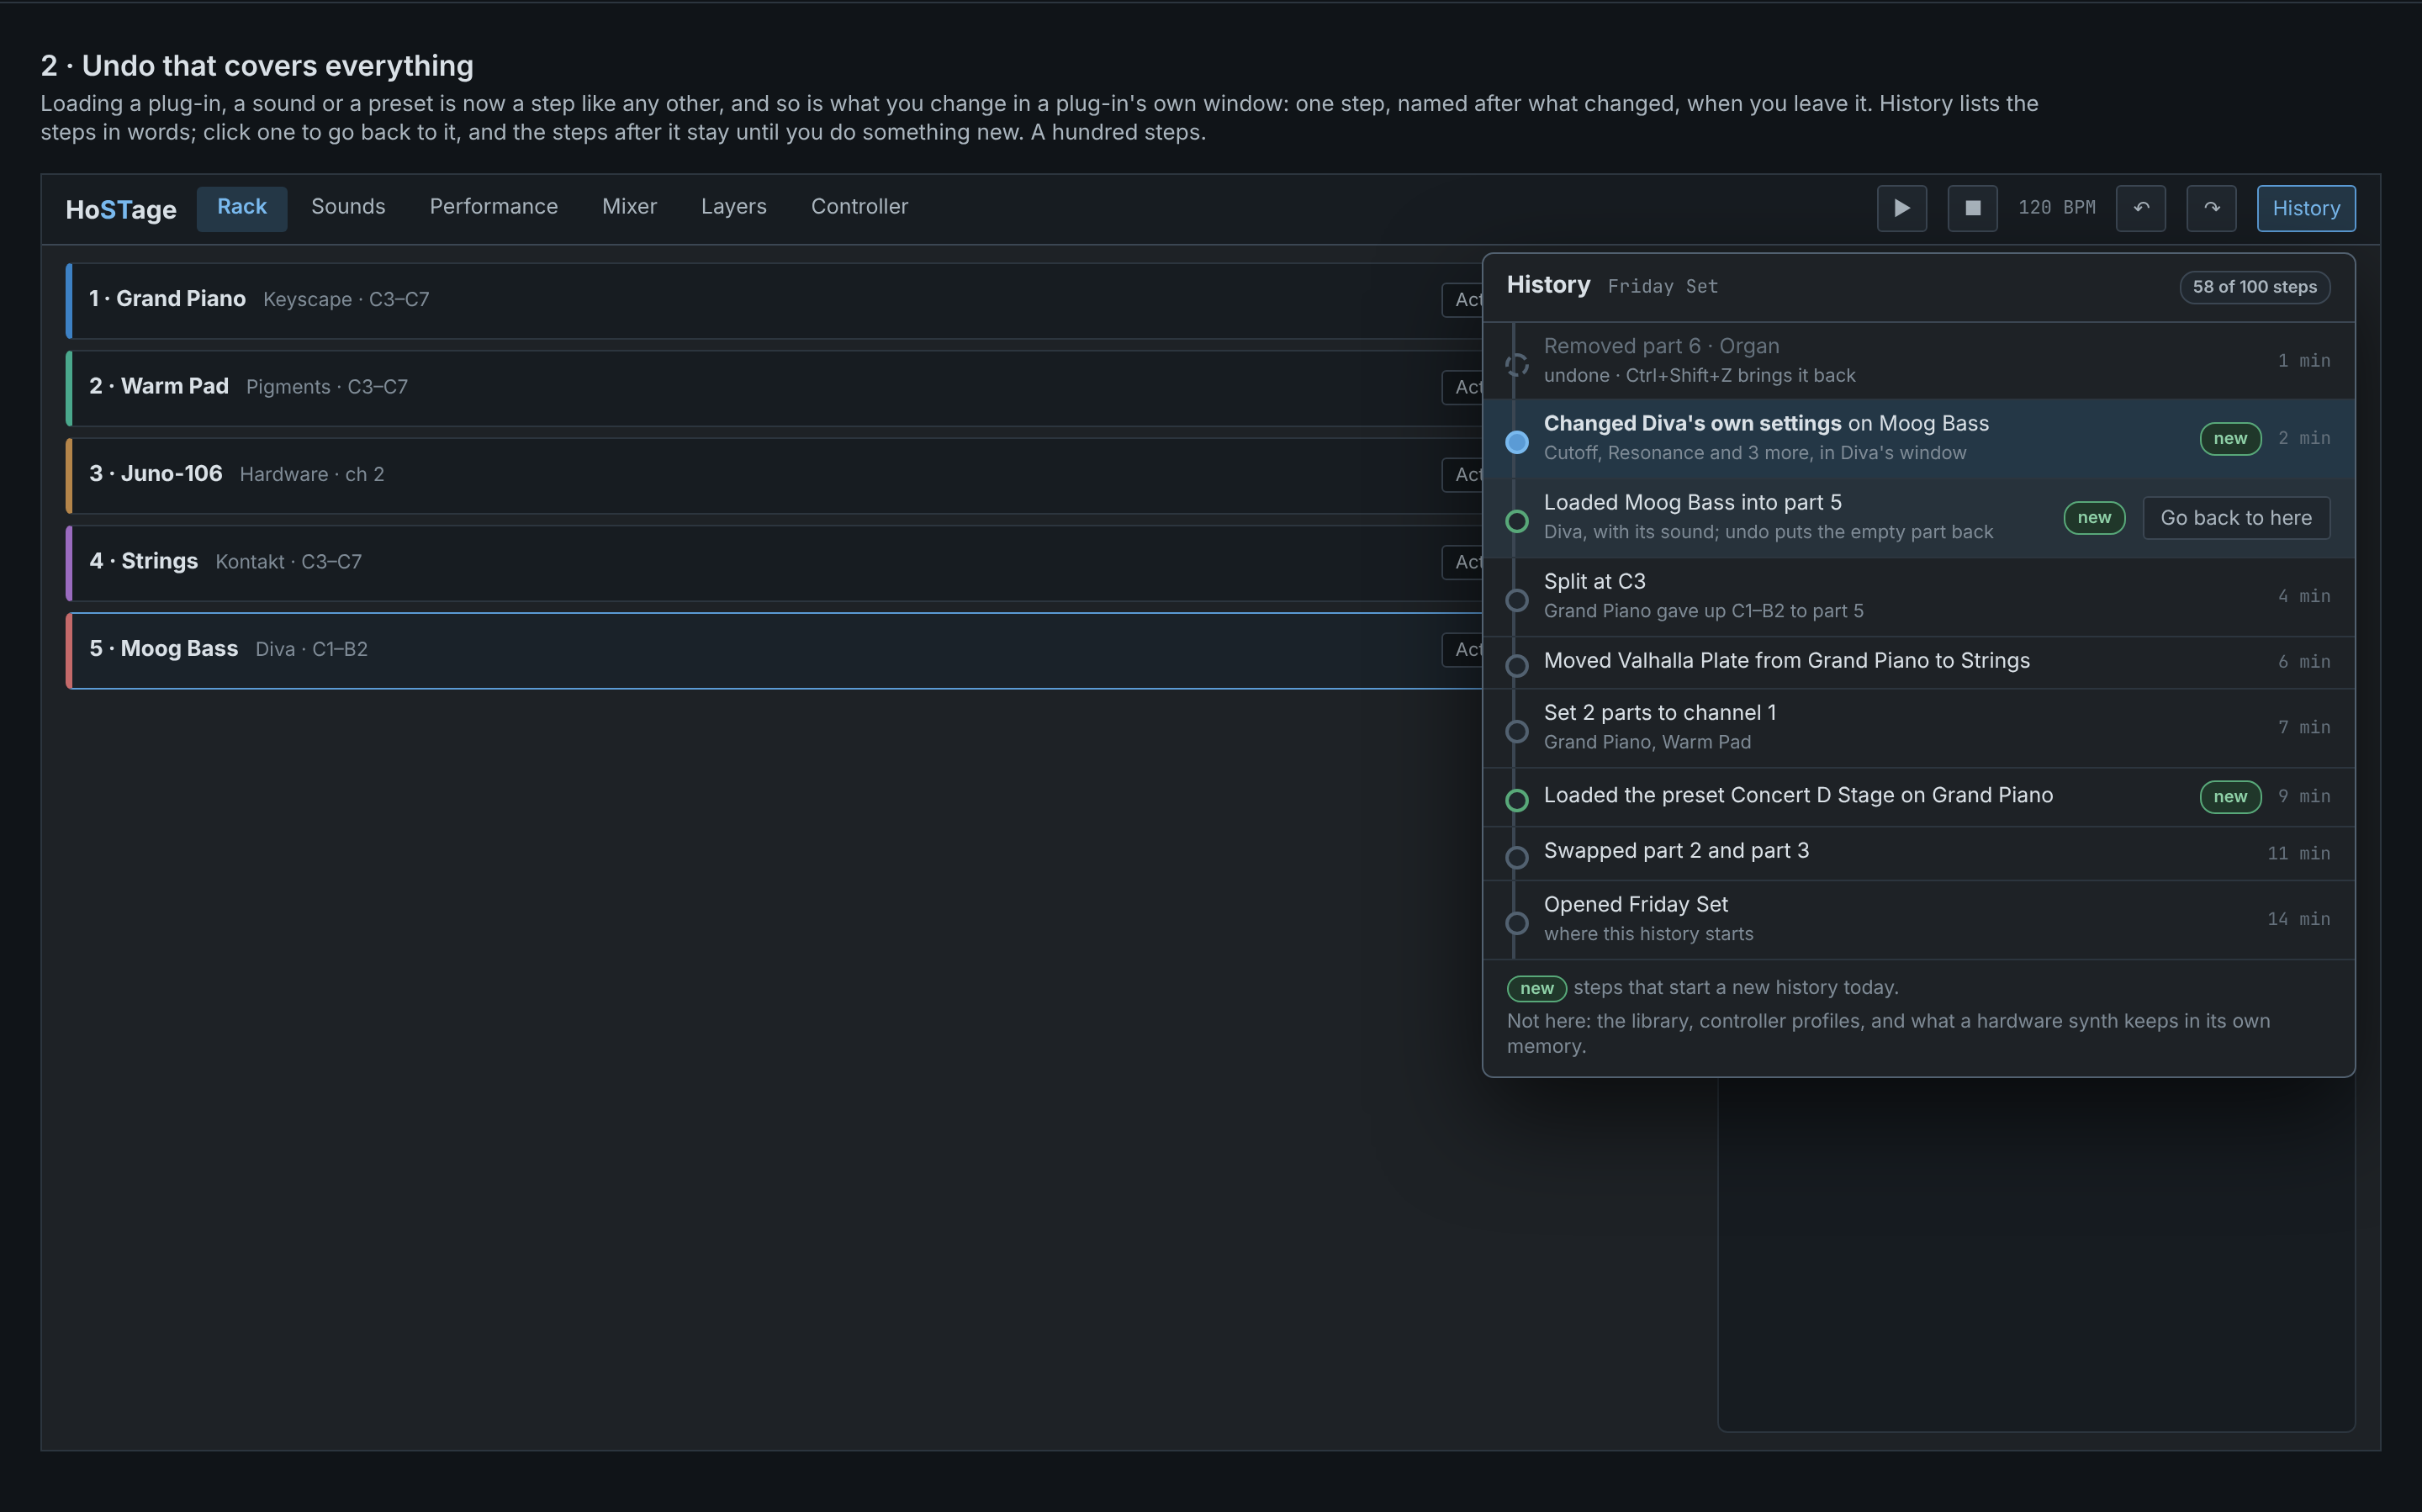 2 · Undo that covers everything
Loading a plug-in, a sound or a preset is now a step like any other, and so is what you change in a plug-in's own window: one step, named after what changed, when you leave it. History lists the
steps in words; click one to go back to it, and the steps after it stay until you do something new. A hundred steps.
HoSTage Rack Sounds Performance Mixer Layers Controller 120 BPM History
1 · Grand Piano Keyscape · C3–C7 Act
2 · Warm Pad Pigments · C3–C7 Act
3 · Juno-106 Hardware · ch 2 Act
4 · Strings Kontakt · C3–C7 Act
5 · Moog Bass Diva · C1–B2 Act
History Friday Set 58 of 100 steps
Removed part 6 · Organ
undone · Ctrl+Shift+Z brings it back
1 min
Changed Diva's own settings on Moog Bass
Cutoff, Resonance and 3 more, in Diva's window
new 2 min
Loaded Moog Bass into part 5
Diva, with its sound; undo puts the empty part back
new Go back to here
Split at C3
Grand Piano gave up C1–B2 to part 5
4 min
Moved Valhalla Plate from Grand Piano to Strings 6 min
Set 2 parts to channel 1
Grand Piano, Warm Pad
7 min
Loaded the preset Concert D Stage on Grand Piano new 9 min
Swapped part 2 and part 3 11 min
Opened Friday Set
where this history starts
14 min
new steps that start a new history today.
Not here: the library, controller profiles, and what a hardware synth keeps in its own
memory.